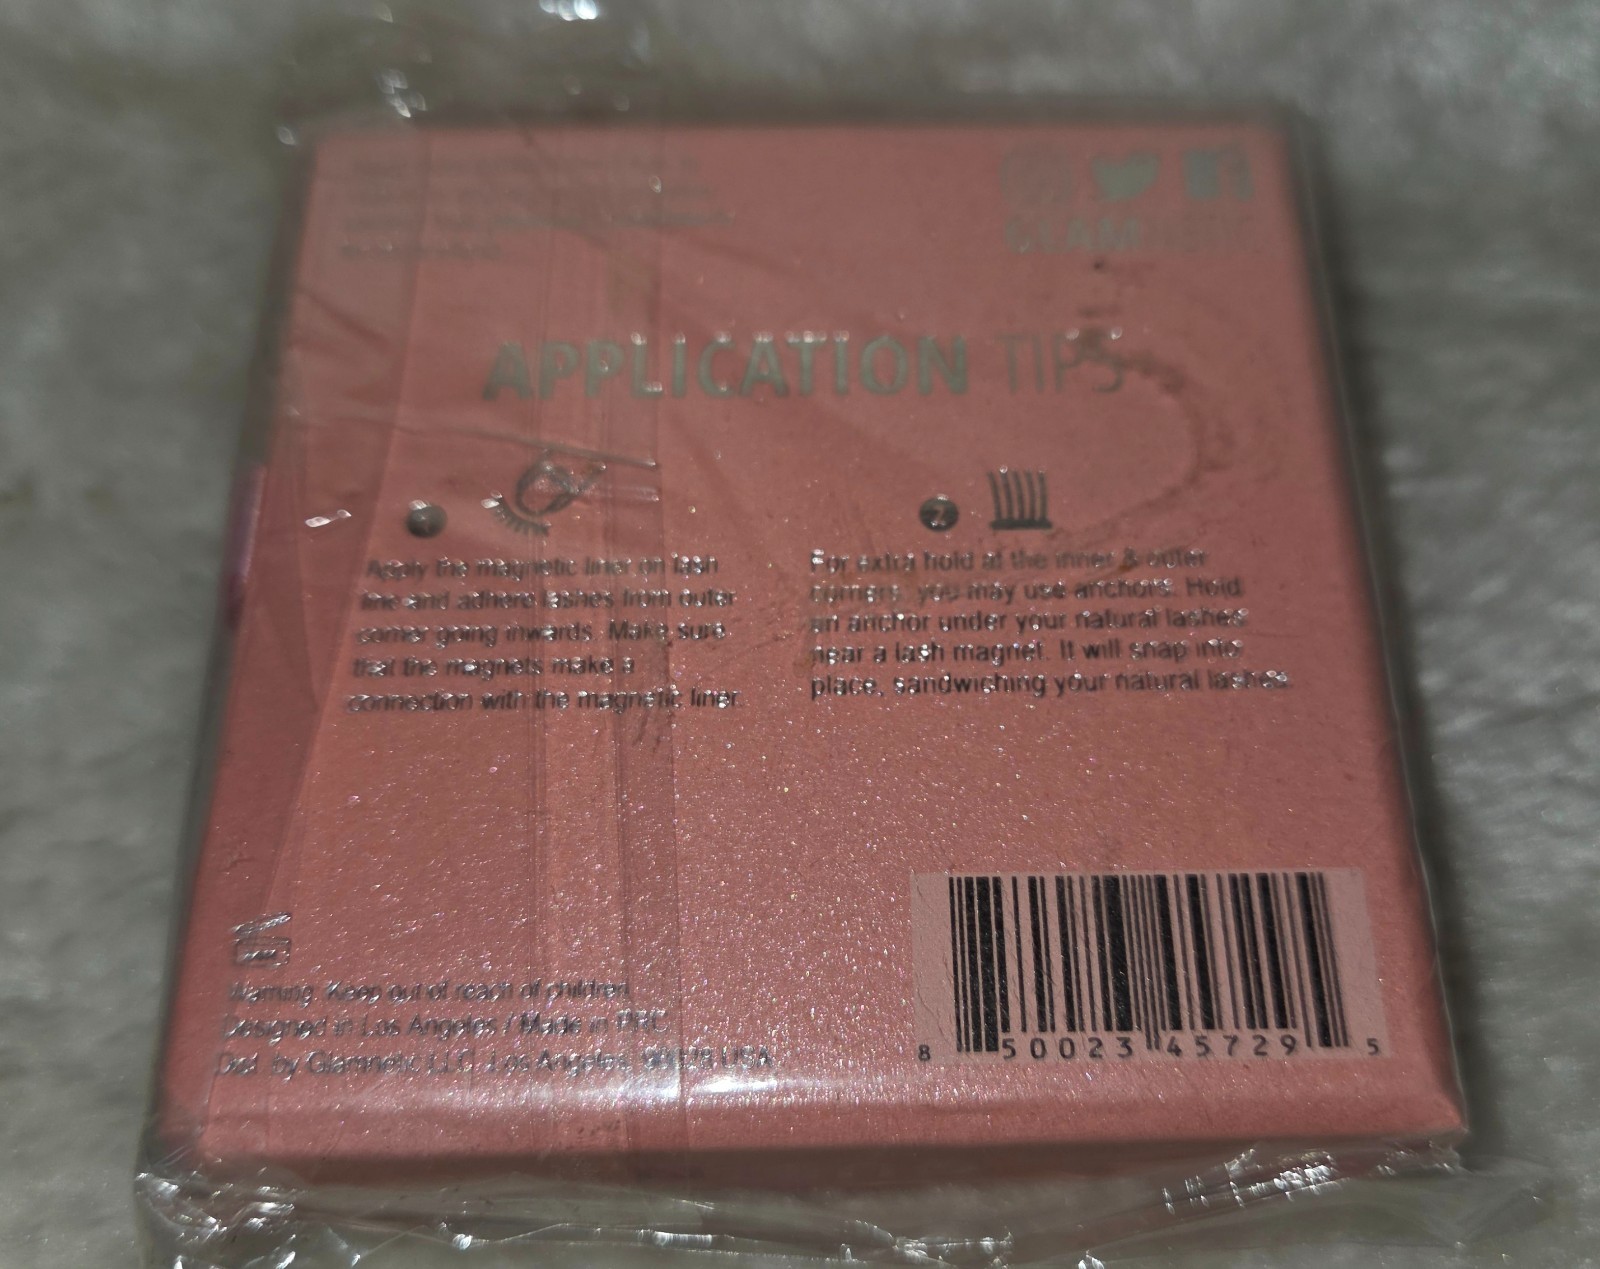 GLAMNETIC
APPLICATION TIPS
1
Apply the magnetic liner on lash
line and adhere lashes from outer
corner going inwards. Make sure
that the magnets make a
connection with the magnetic liner.
2
For extra hold at the inner & outer
corners, you may use anchors. Hold
an anchor under your natural lashes
near a lash magnet. It will snap into
place, sandwiching your natural lashes.
Warning: Keep out of reach of children.
Designed in Los Angeles / Made in PRC
Dist. by Glamnetic LLC, Los Angeles, USA
8 50023 45729 5